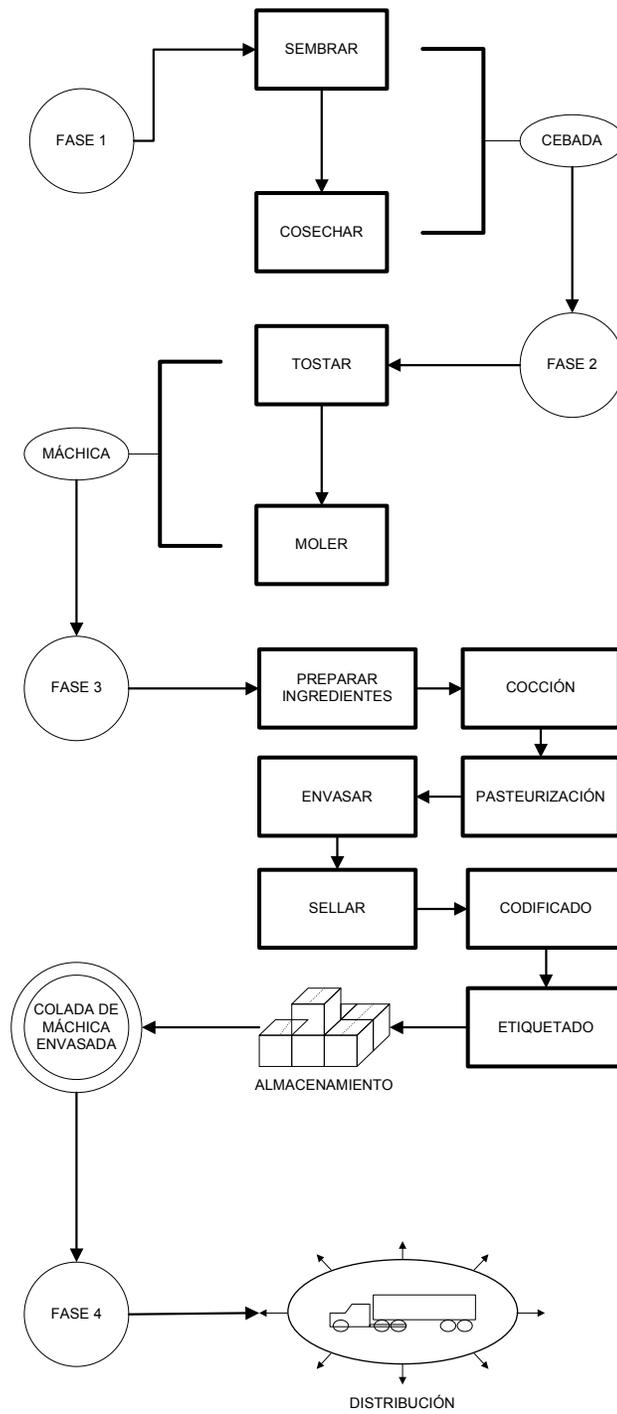 SEMBRAR
FASE 1
CEBADA
COSECHAR
TOSTAR
FASE 2
MÁCHICA
MOLER
FASE 3
PREPARAR
INGREDIENTES
COCCIÓN
ENVASAR
PASTEURIZACIÓN
SELLAR
CODIFICADO
COLADA DE
MÁCHICA
ENVASADA
ETIQUETADO
ALMACENAMIENTO
FASE 4
DISTRIBUCIÓN